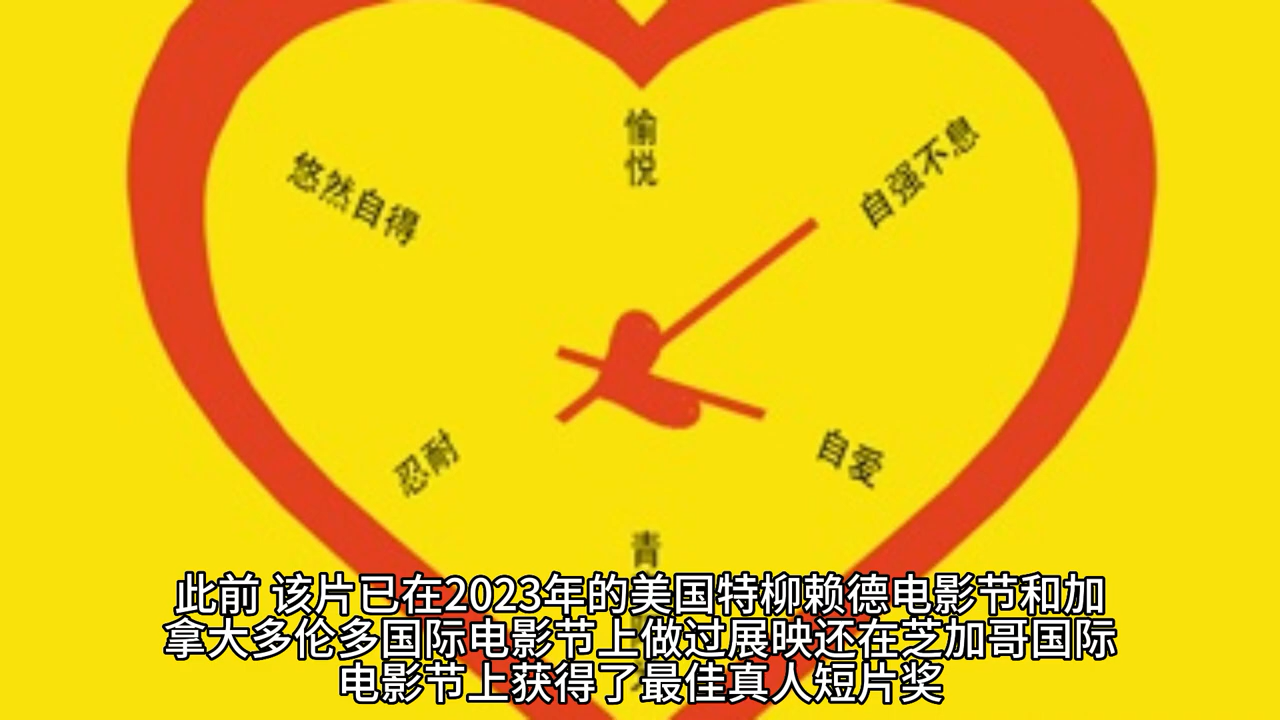 愉悦
悠然自得
自强不息
忍耐
自爱
青
此前 该片已在2023年的美国特柳赖德电影节和加
拿大多伦多国际电影节上做过展映还在芝加哥国际
电影节上获得了最佳真人短片奖